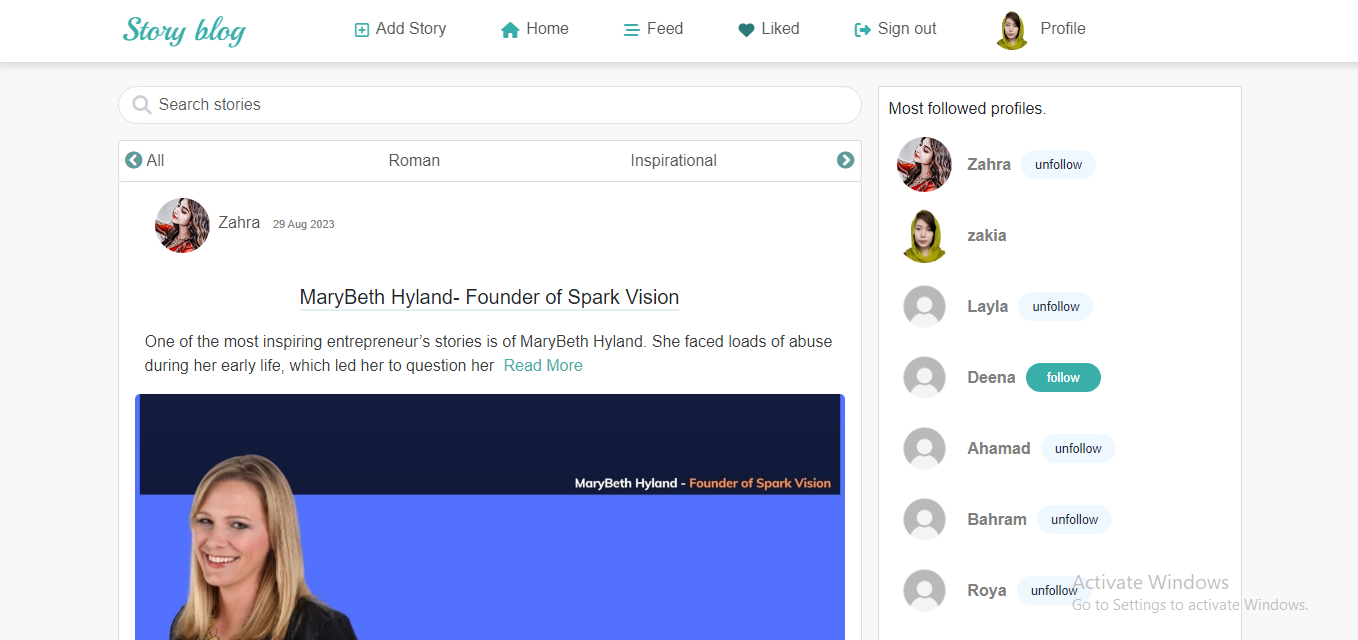 Story blog
Add Story
Home
Feed
Liked
Sign out
Profile
Search stories
All
Roman
Inspirational
Zahra 29 Aug 2023
MaryBeth Hyland- Founder of Spark Vision
One of the most inspiring entrepreneur’s stories is of MaryBeth Hyland. She faced loads of abuse
during her early life, which led her to question her Read More
MaryBeth Hyland - Founder of Spark Vision
Most followed profiles.
Zahra unfollow
zakia
Layla unfollow
Deena follow
Ahamad unfollow
Bahram unfollow
Roya unfollow
Activate Windows
Go to Settings to activate Windows.